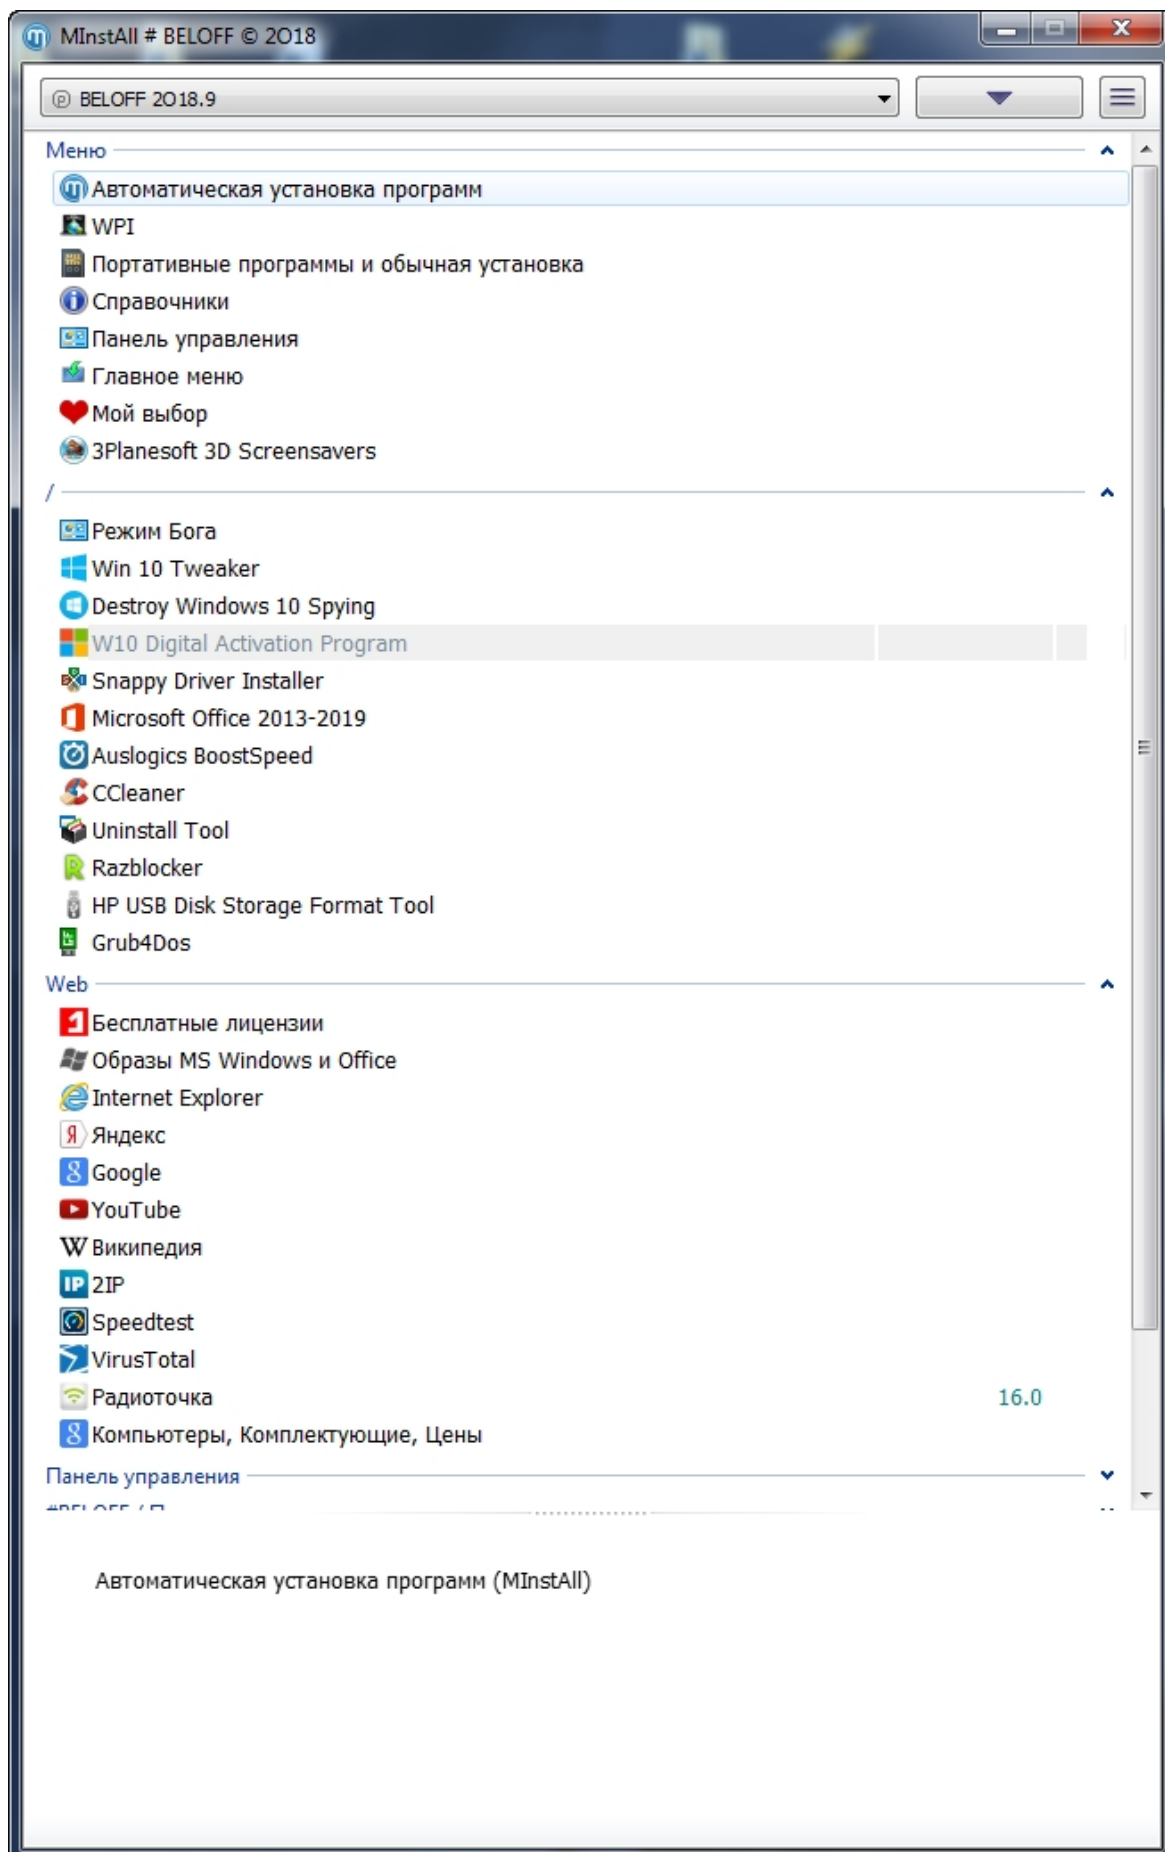 MInstAll # BELOFF © 2O18
BELOFF 2O18.9
Меню
Автоматическая установка программ
WPI
Портативные программы и обычная установка
Справочники
Панель управления
Главное меню
Мой выбор
3Planesoft 3D Screensavers
/
Режим Бога
Win 10 Tweaker
Destroy Windows 10 Spying
W10 Digital Activation Program
Snappy Driver Installer
Microsoft Office 2013-2019
Auslogics BoostSpeed
CCleaner
Uninstall Tool
Razblocker
HP USB Disk Storage Format Tool
Grub4Dos
Web
Бесплатные лицензии
Образы MS Windows и Office
Internet Explorer
Яндекс
Google
YouTube
Википедия
2IP
Speedtest
VirusTotal
Радиоточка 16.0
Компьютеры, Комплектующие, Цены
Панель управления
#BELOFF /
Автоматическая установка программ (MInstAll)